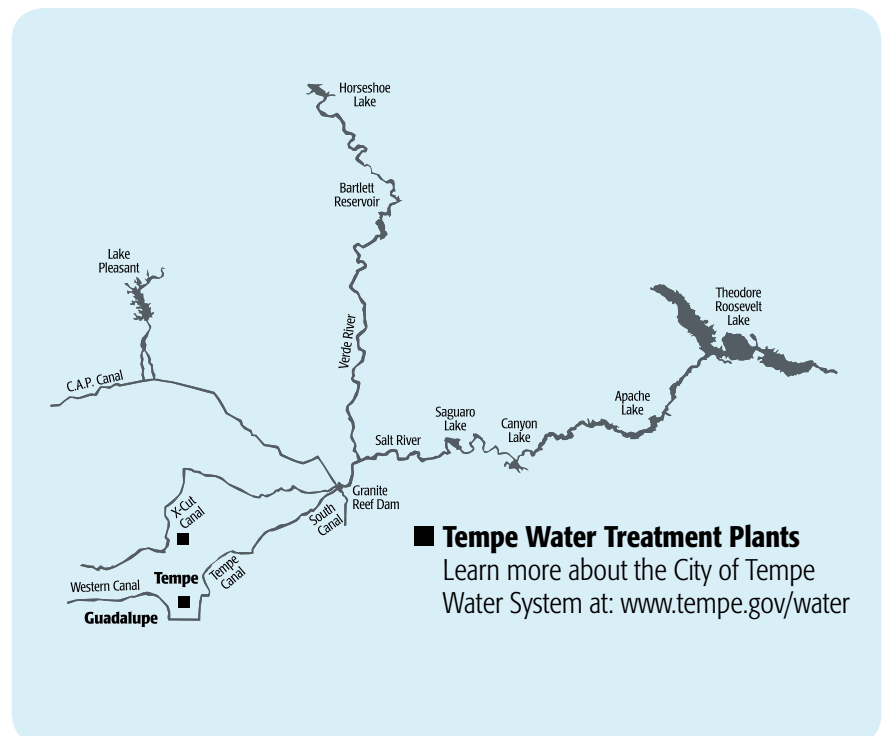 Horseshoe
Lake
Bartlett
Reservoir
Lake
Pleasant
Theodore
Roosevelt
Lake
Verde River
C.A.P. Canal
Apache
Lake
Saguaro
Lake
Canyon
Lake
Salt River
Granite
Reef Dam
South
Canal
X-Cut
Canal
Tempe
Canal
Western Canal
Tempe
Guadalupe
Tempe Water Treatment Plants
Learn more about the City of Tempe
Water System at: www.tempe.gov/water